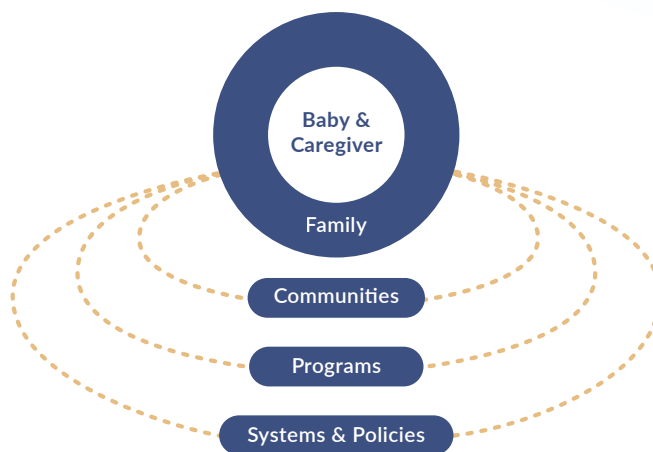 Baby &
Caregiver
Family
Communities
Programs
Systems & Policies